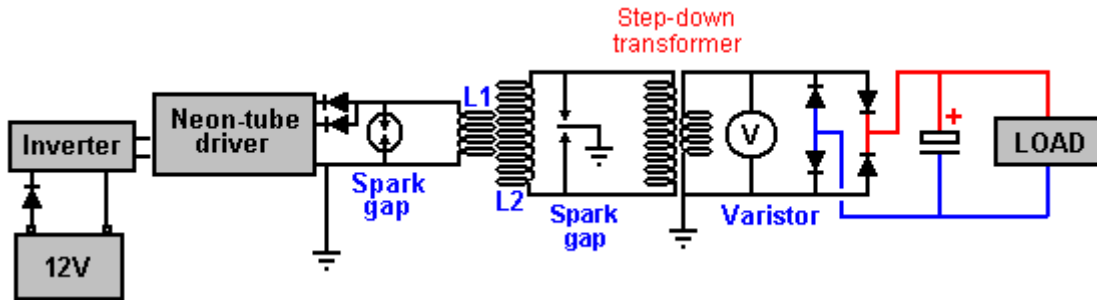 Step-down
transformer
L1
Neon-tube
driver
Inverter
V
+
LOAD
L2
Spark
gap
Spark
gap
Varistor
12V